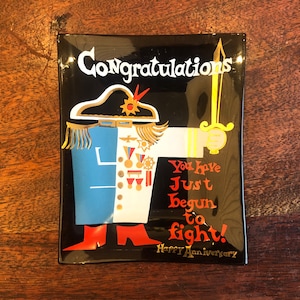 Congratulations
You have
Just
begun
to
fight!
Happy Anniversary